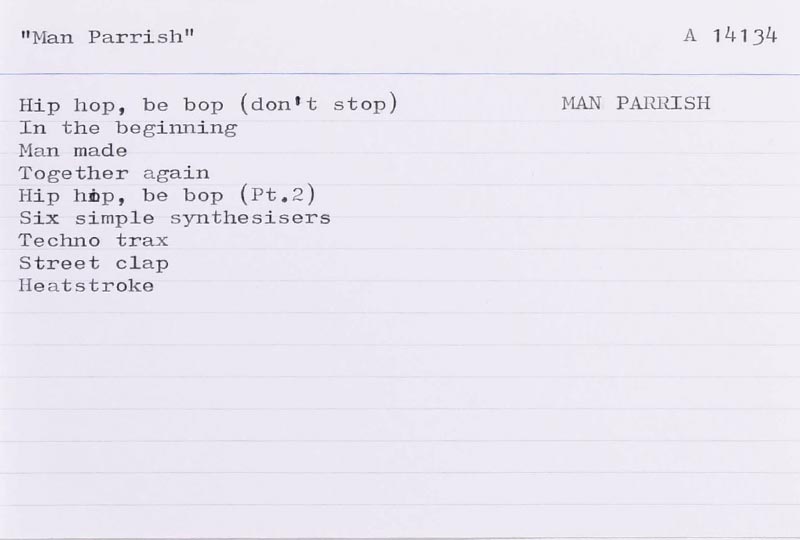 "Man Parrish" A 14134
Hip hop, be bop (don't stop) MAN PARRISH
In the beginning
Man made
Together again
Hip hop, be bop (Pt.2)
Six simple synthesisers
Techno trax
Street clap
Heatstroke